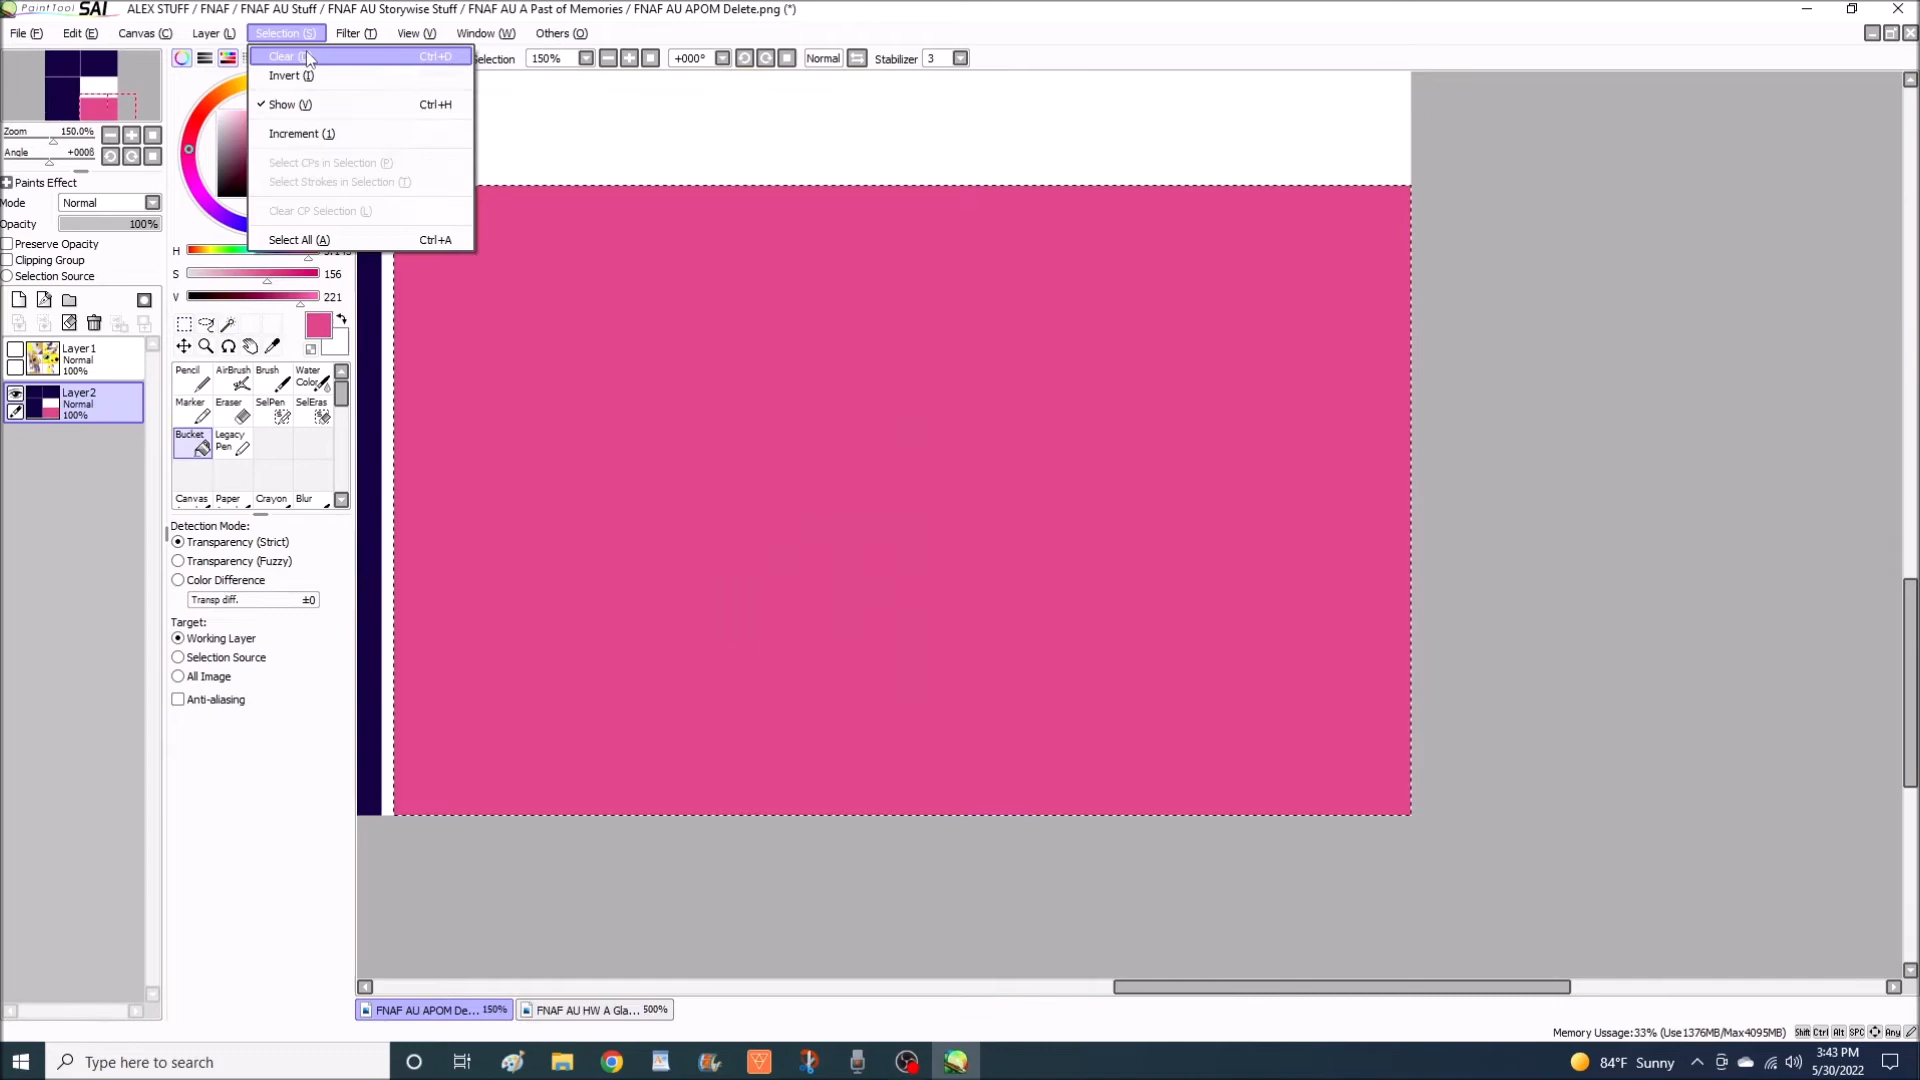 PaintTool SAI ALEX STUFF / FNAF / FNAF AU Stuff / FNAF AU Storywise Stuff / FNAF AU A Past of Memories / FNAF AU APOM Delete.png (*)
File (F) Edit (E) Canvas (C) Layer (L) Selection (S) Filter (T) View (V) Window (W) Others (O)
Clear Ctrl+D
Selection 150% +000° Normal Stabilizer 3
Invert (I)
Show (V) Ctrl+H
Increment (1)
Select CPs in Selection (P)
Select Strokes in Selection (T)
Clear CP Selection (L)
Select All (A) Ctrl+A
Zoom 150.0%
Angle
Paints Effect
Mode Normal
Opacity 100%
Preserve Opacity
Clipping Group
Selection Source
H
S 156
V 221
Layer1
Normal
100%
Layer2
Normal
100%
Pencil AirBrush Brush Water Color
Marker Eraser SelPen SelEras
Bucket Legacy Pen
Canvas Paper Crayon Blur
Detection Mode:
Transparency (Strict)
Transparency (Fuzzy)
Color Difference
Transp diff. ±0
Target:
Working Layer
Selection Source
All Image
Anti-aliasing
FNAF AU APOM De... 150% FNAF AU HW A Gla... 500%
Memory Ussage:33% (Use1376MB/Max4095MB) Shift Ctrl Alt SPC Any
Type here to search
84°F Sunny
3:43 PM
5/30/2022